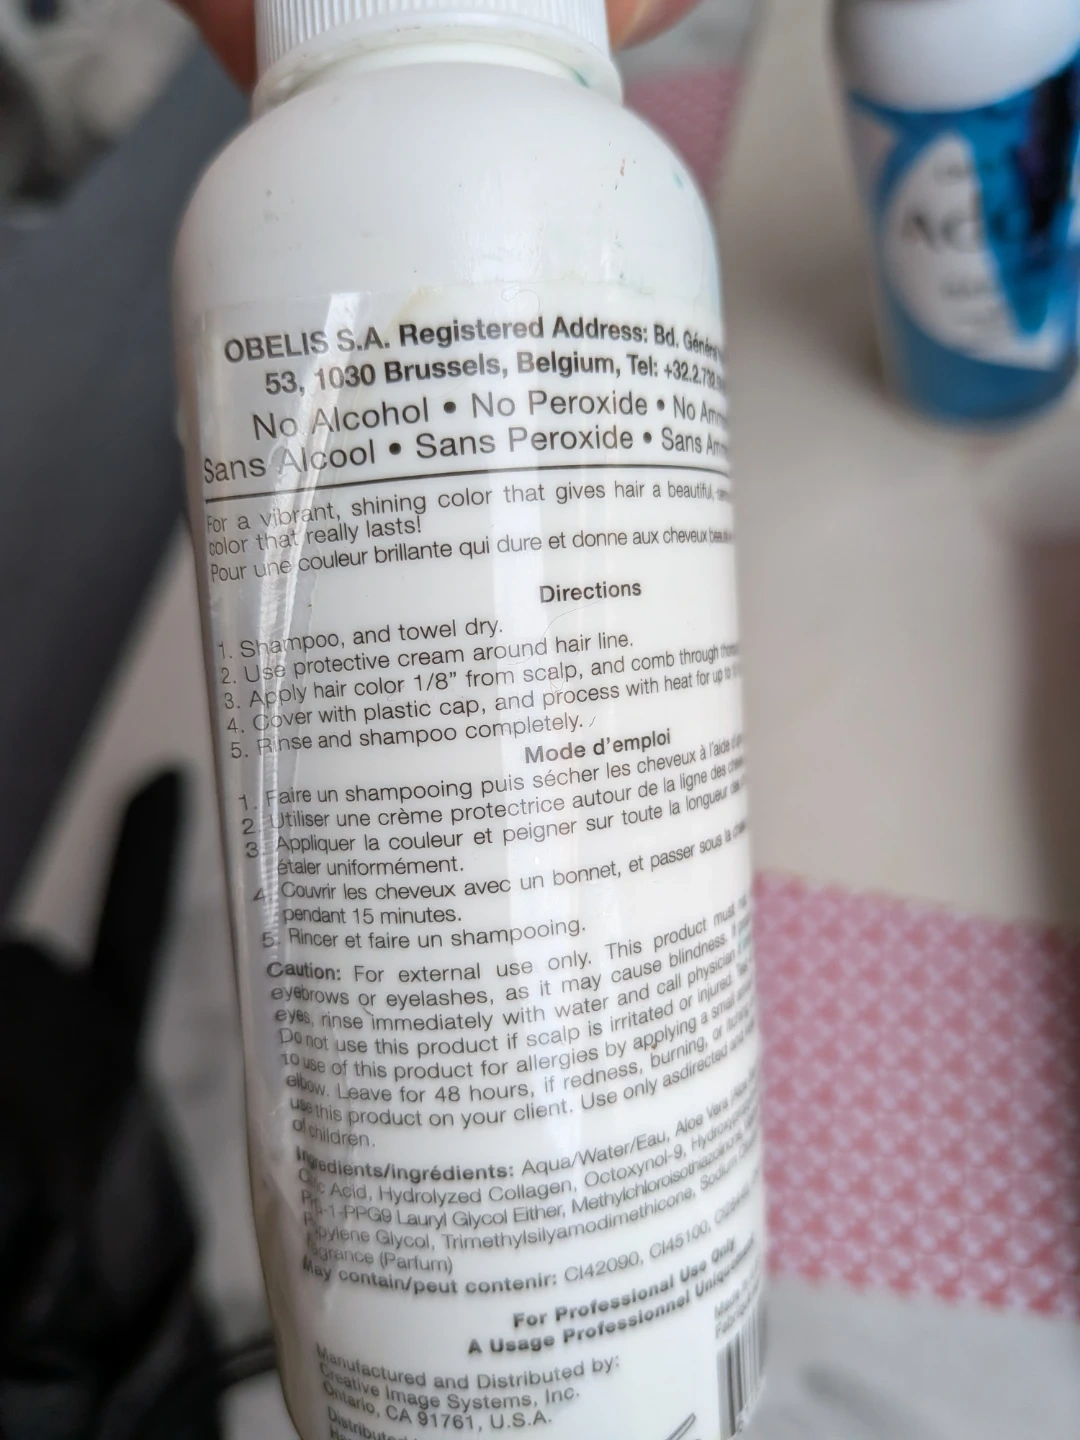 OBELIS S.A. Registered Address: Bd. Général
53, 1030 Brussels, Belgium, Tel: +32.2.732.
No Alcohol • No Peroxide • No Amm
Sans Alcool • Sans Peroxide • Sans Am
For a vibrant, shining color that gives hair a beautiful,
color that really lasts!
Pour une couleur brillante qui dure et donne aux cheveux
Directions
1. Shampoo, and towel dry.
2. Use protective cream around hair line.
3. Apply hair color 1/8” from scalp, and comb through
4. Cover with plastic cap, and process with heat for up to
5. Rinse and shampoo completely.
Mode d’emploi
1. Faire un shampooing puis sécher les cheveux à l’aide
2. Utiliser une crème protectrice autour de la ligne des
3. Appliquer la couleur et peigner sur toute la longueur
étaler uniformément.
4. Couvrir les cheveux avec un bonnet, et passer sous
pendant 15 minutes.
5. Rincer et faire un shampooing.
Caution: For external use only. This product must
eyebrows or eyelashes, as it may cause blindness.
eyes, rinse immediately with water and call physician
Do not use this product if scalp is irritated or injured.
to use of this product for allergies by applying a small
elbow. Leave for 48 hours, if redness, burning, or
use this product on your client. Use only asdirected and
of children.
Ingredients/ingrédients: Aqua/Water/Eau, Aloe Vera
Acid, Hydrolyzed Collagen, Octoxynol-9,
Lauryl Glycol Either,
Propylene Glycol, Trimethylsilyamodimethicone, Sodium
fragrance (Parfum)
May contain/peut contenir: CI42090, CI45100,
For Professional Use Only
A Usage Professionnel Uniquement
Manufactured and Distributed by:
Creative Image Systems, Inc.
Ontario, CA 91761, U.S.A.